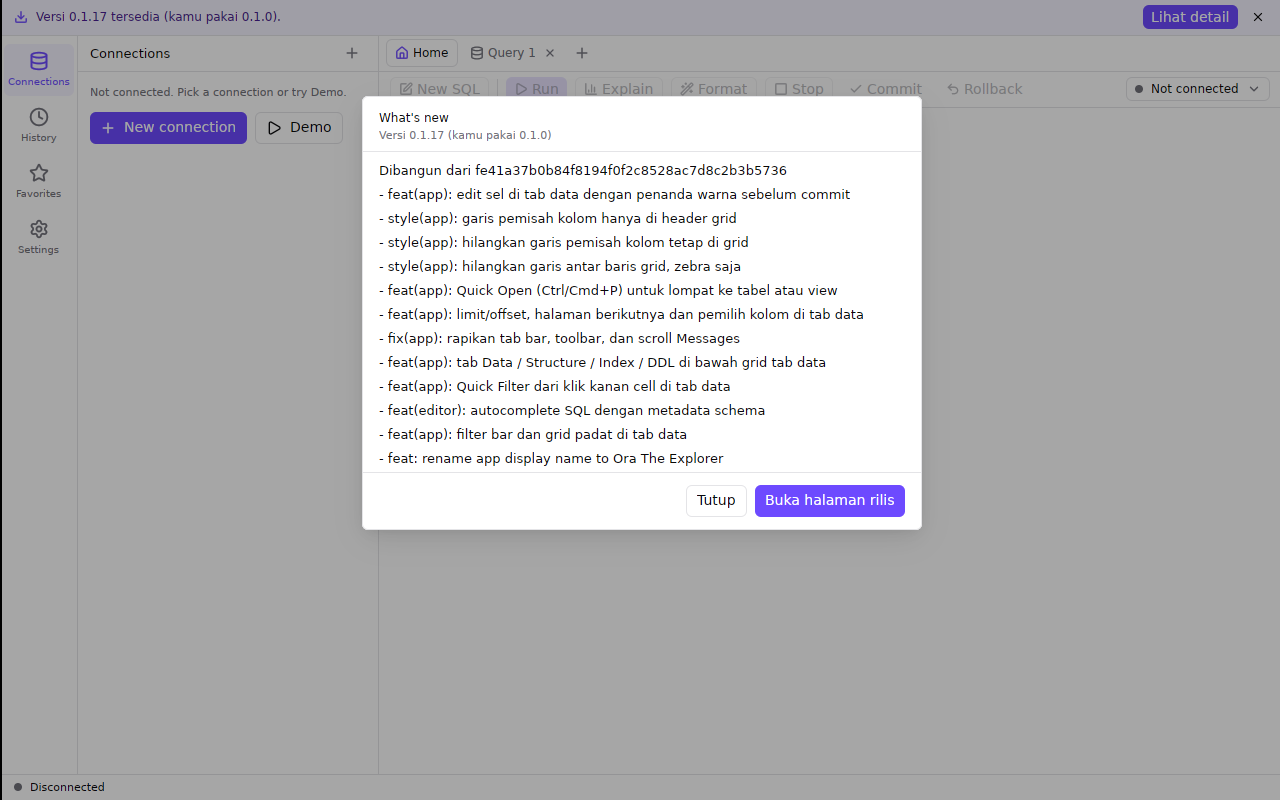 Versi 0.1.17 tersedia (kamu pakai 0.1.0).
Lihat detail
Connections
History
Favorites
Settings
Connections
Not connected. Pick a connection or try Demo.
New connection
Demo
Home
Query 1
New SQL
Run
Explain
Format
Stop
Commit
Rollback
Not connected
What's new
Versi 0.1.17 (kamu pakai 0.1.0)
Dibangun dari fe41a37b0b84f8194f0f2c8528ac7d8c2b3b5736
- feat(app): edit sel di tab data dengan penanda warna sebelum commit
- style(app): garis pemisah kolom hanya di header grid
- style(app): hilangkan garis pemisah kolom tetap di grid
- style(app): hilangkan garis antar baris grid, zebra saja
- feat(app): Quick Open (Ctrl/Cmd+P) untuk lompat ke tabel atau view
- feat(app): limit/offset, halaman berikutnya dan pemilih kolom di tab data
- fix(app): rapikan tab bar, toolbar, dan scroll Messages
- feat(app): tab Data / Structure / Index / DDL di bawah grid tab data
- feat(app): Quick Filter dari klik kanan cell di tab data
- feat(editor): autocomplete SQL dengan metadata schema
- feat(app): filter bar dan grid padat di tab data
- feat: rename app display name to Ora The Explorer
Tutup
Buka halaman rilis
Disconnected